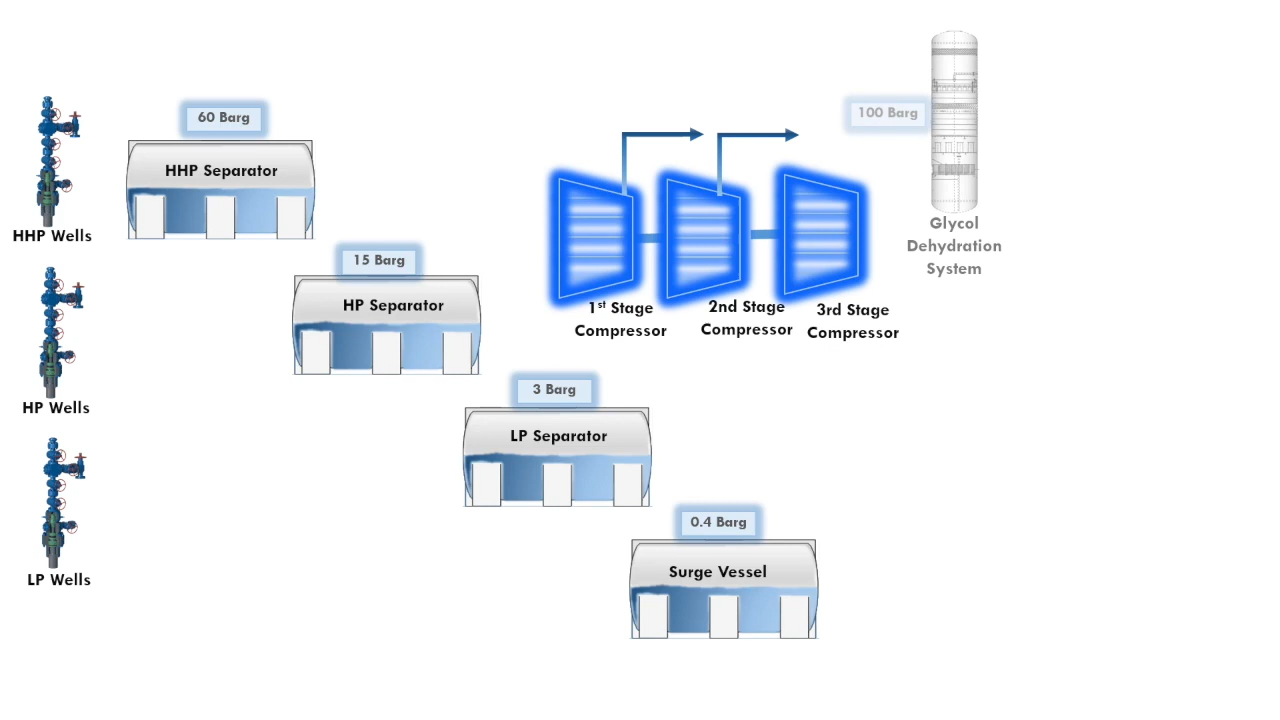 60 Barg
HHP Separator
HHP Wells
15 Barg
HP Separator
HP Wells
3 Barg
LP Separator
LP Wells
0.4 Barg
Surge Vessel
1st Stage
Compressor
2nd Stage
Compressor
3rd Stage
Compressor
100 Barg
Glycol
Dehydration
System